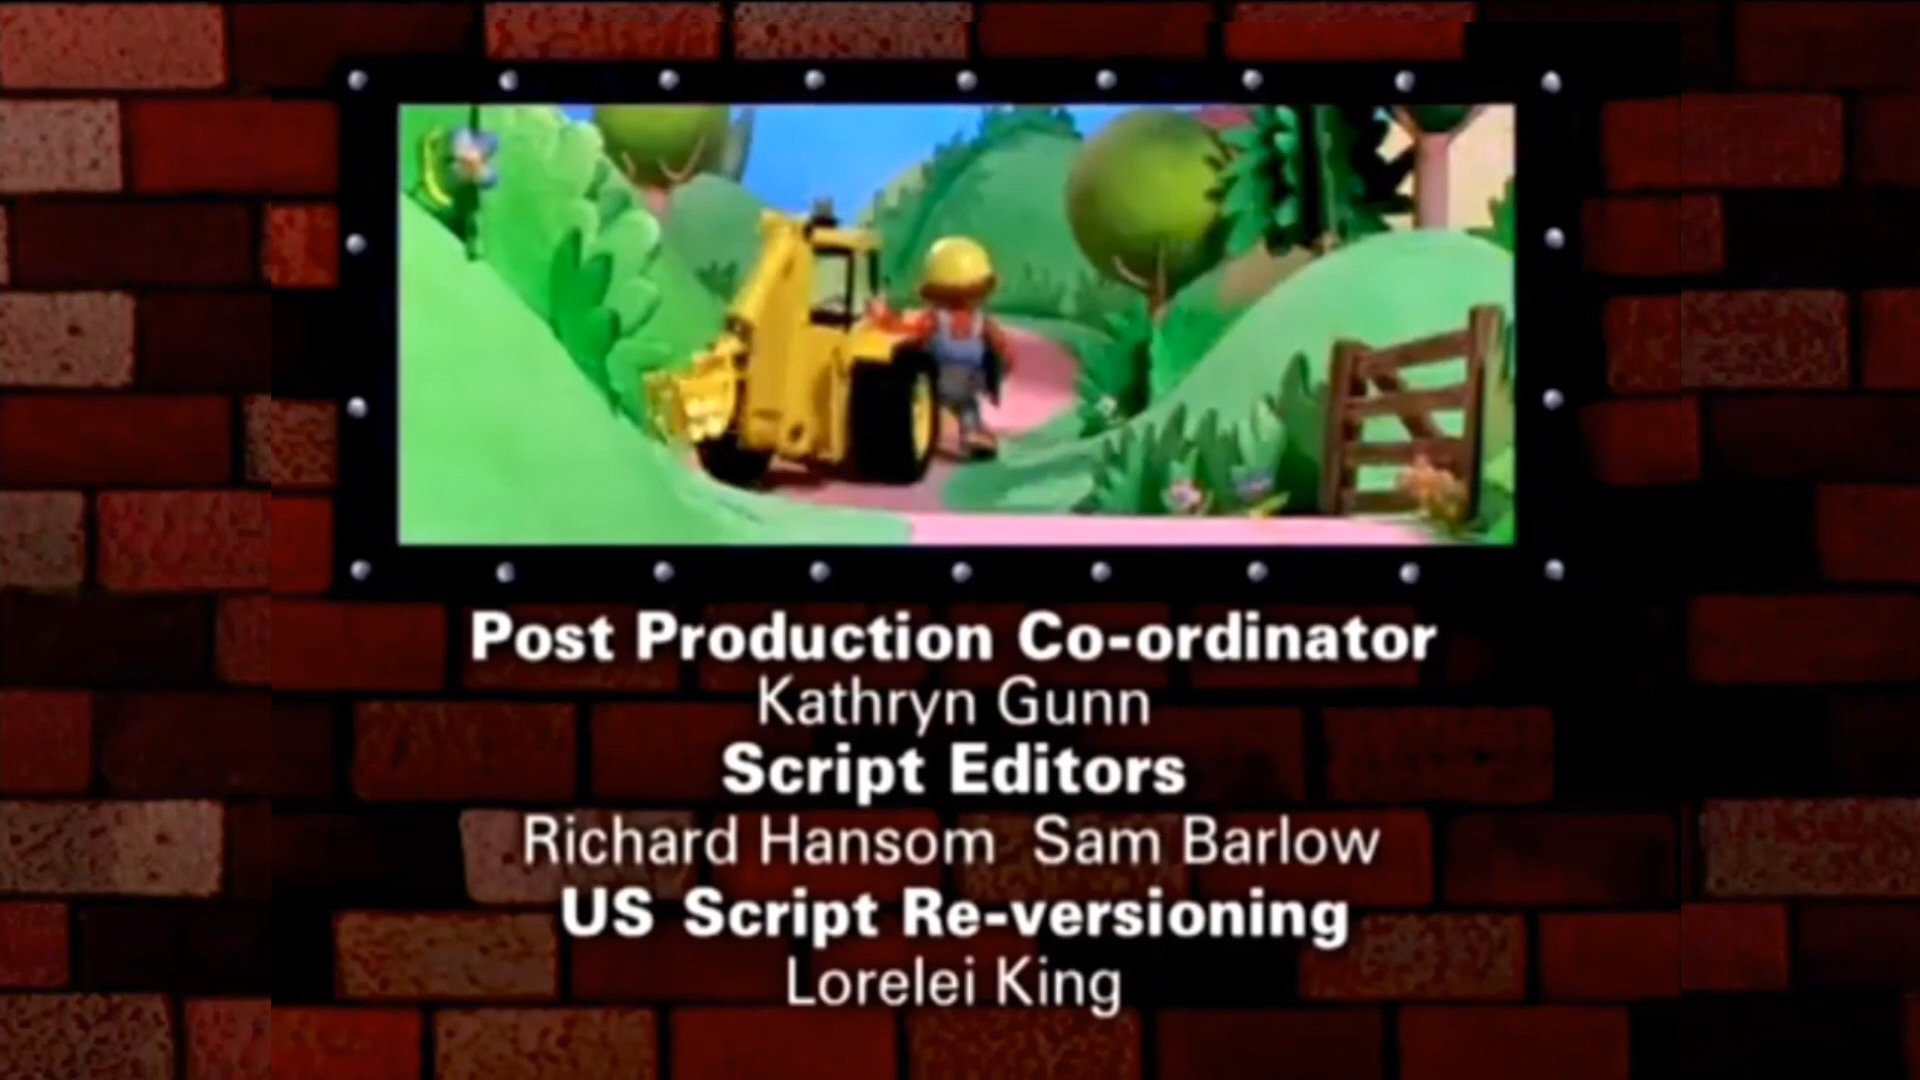 Post Production Co-ordinator
Kathryn Gunn
Script Editors
Richard Hansom  Sam Barlow
US Script Re-versioning
Lorelei King